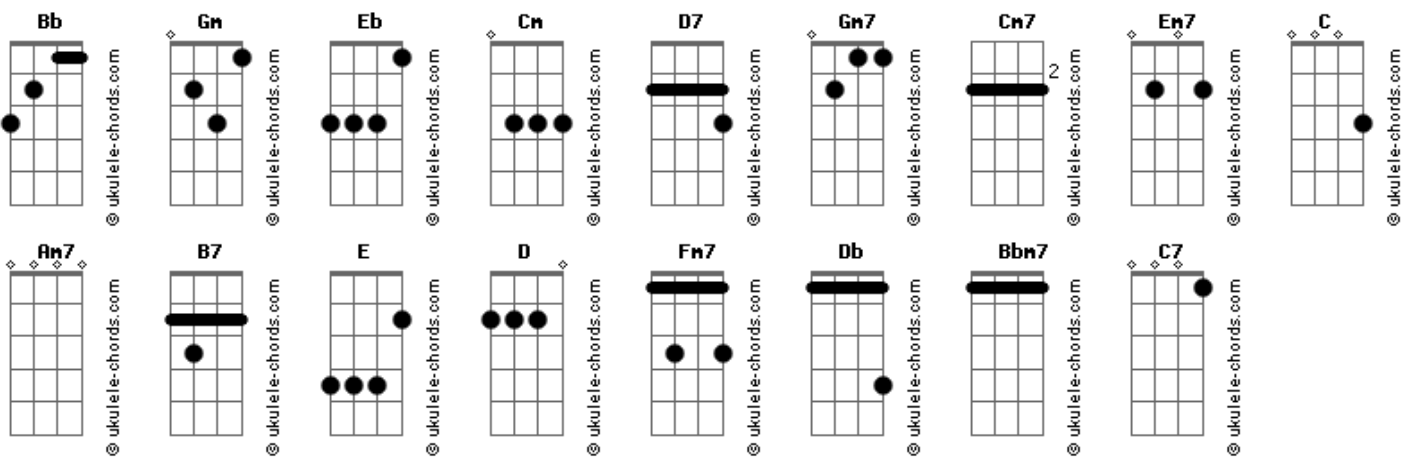 Bb Gm Eb Cm D7 Gm7 Cm7 Em7 C
2
© ukulele-chords.com © ukulele-chords.com © ukulele-chords.com © ukulele-chords.com © ukulele-chords.com © ukulele-chords.com © ukulele-chords.com © ukulele-chords.com © ukulele-chords.com
Am7 B7 E D Fm7 Db Bbm7 C7
© ukulele-chords.com © ukulele-chords.com © ukulele-chords.com © ukulele-chords.com © ukulele-chords.com © ukulele-chords.com © ukulele-chords.com © ukulele-chords.com